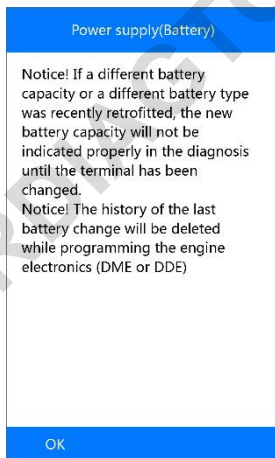 Power supply(Battery)
Notice! If a different battery
capacity or a different battery type
was recently retrofitted, the new
battery capacity will not be
indicated properly in the diagnosis
until the terminal has been
changed.
Notice! The history of the last
battery change will be deleted
while programming the engine
electronics (DME or DDE)
OK